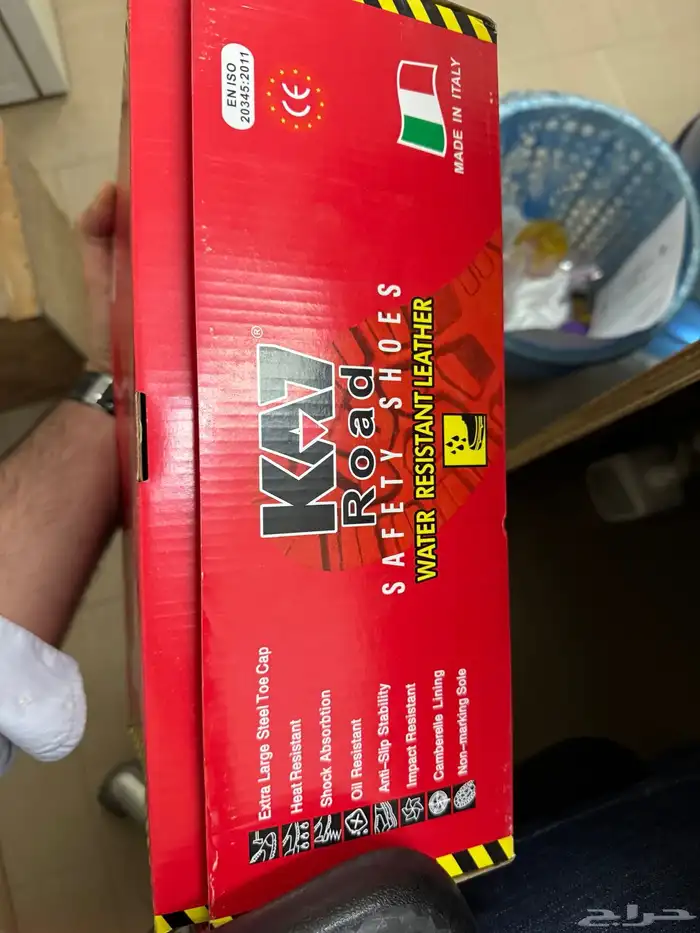 EN ISO
20345:2011
CE
MADE IN ITALY
KA7®
Road
SAFETY SHOES
WATER RESISTANT LEATHER
Extra Large Steel Toe Cap
Heat Resistant
Shock Absorbtion
Oil Resistant
Anti-Slip Stability
Impact Resistant
Camberelle Lining
Non-marking Sole
حراج